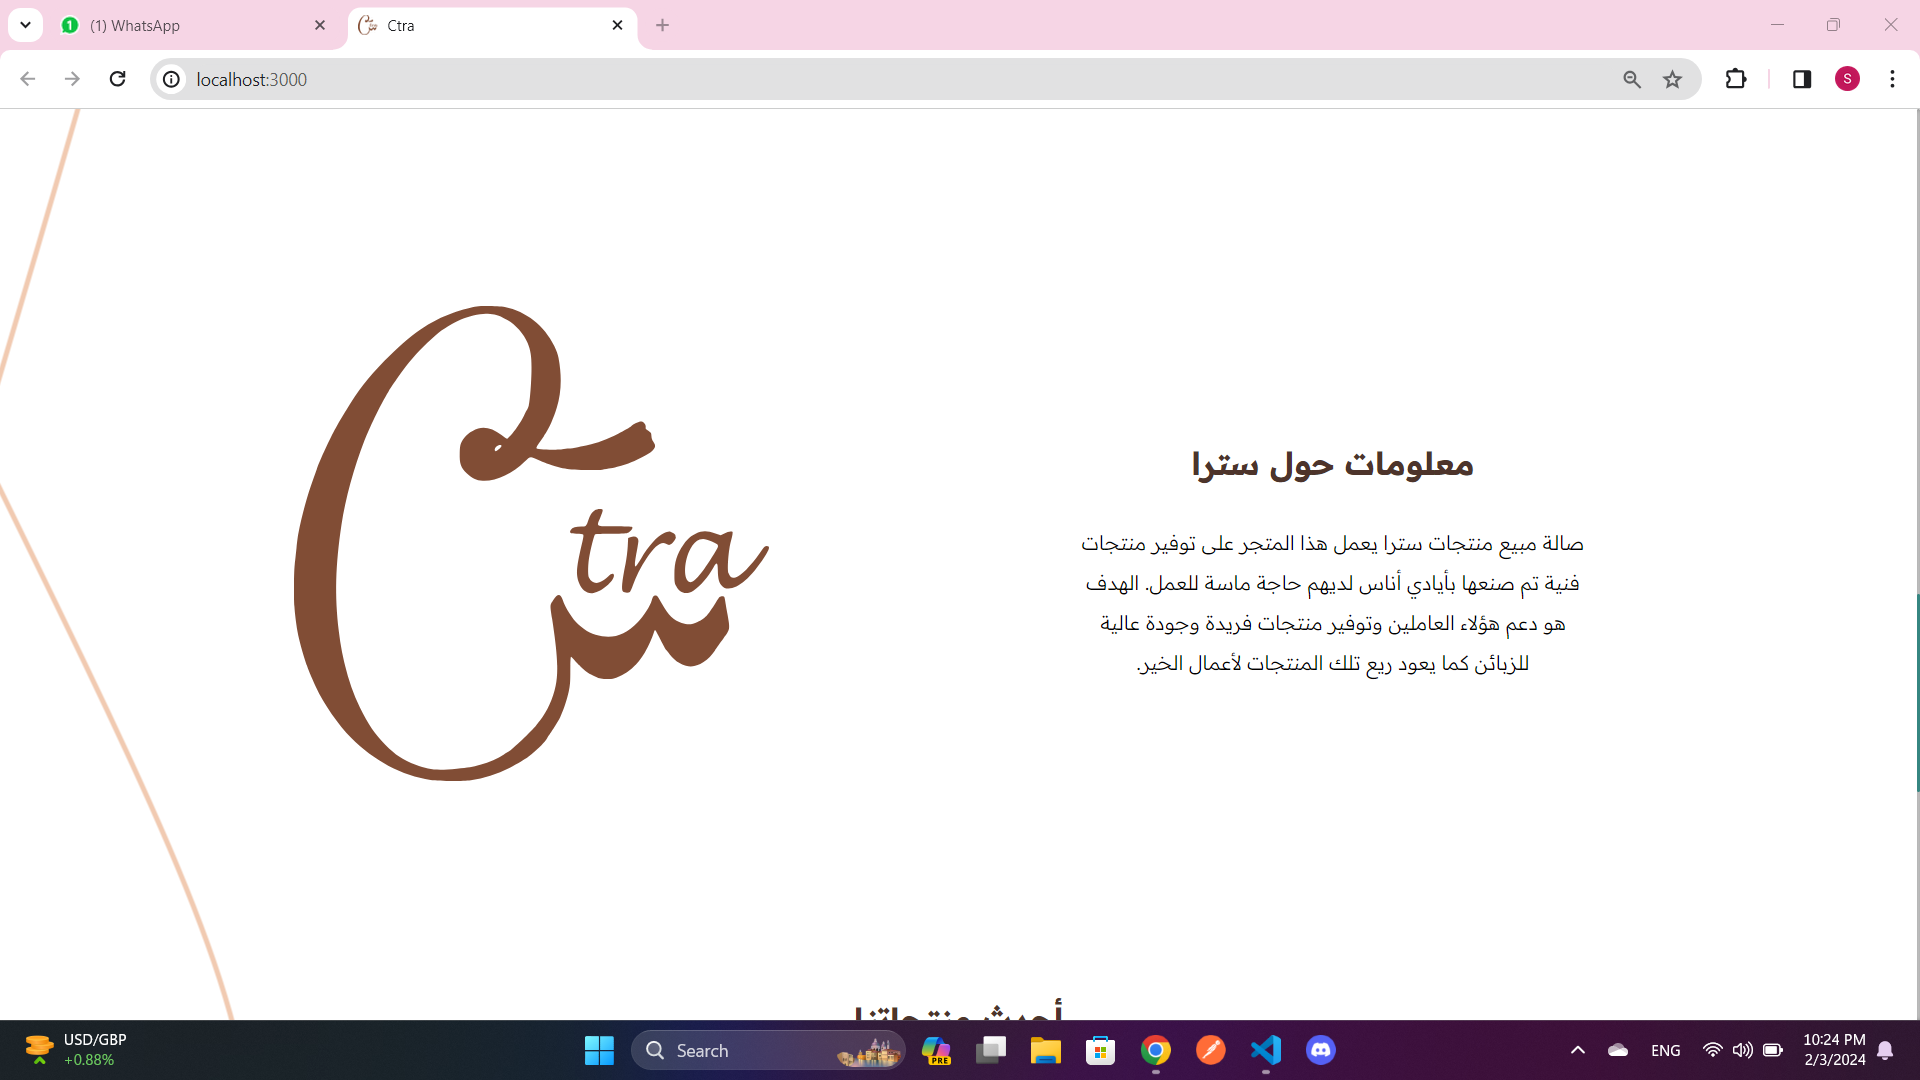 (1) WhatsApp
Ctra
localhost:3000
S
tra
معلومات حول سترا
صالة مبيع منتجات سترا يعمل هذا المتجر على توفير منتجات
فنية تم صنعها بأيادي أناس لديهم حاجة ماسة للعمل. الهدف
هو دعم هؤلاء العاملين وتوفير منتجات فريدة وجودة عالية
للزبائن كما يعود ريع تلك المنتجات لأعمال الخير.
أحدث منتجاتنا
USD/GBP
+0.88%
Search
PRE
ENG
10:24 PM
2/3/2024